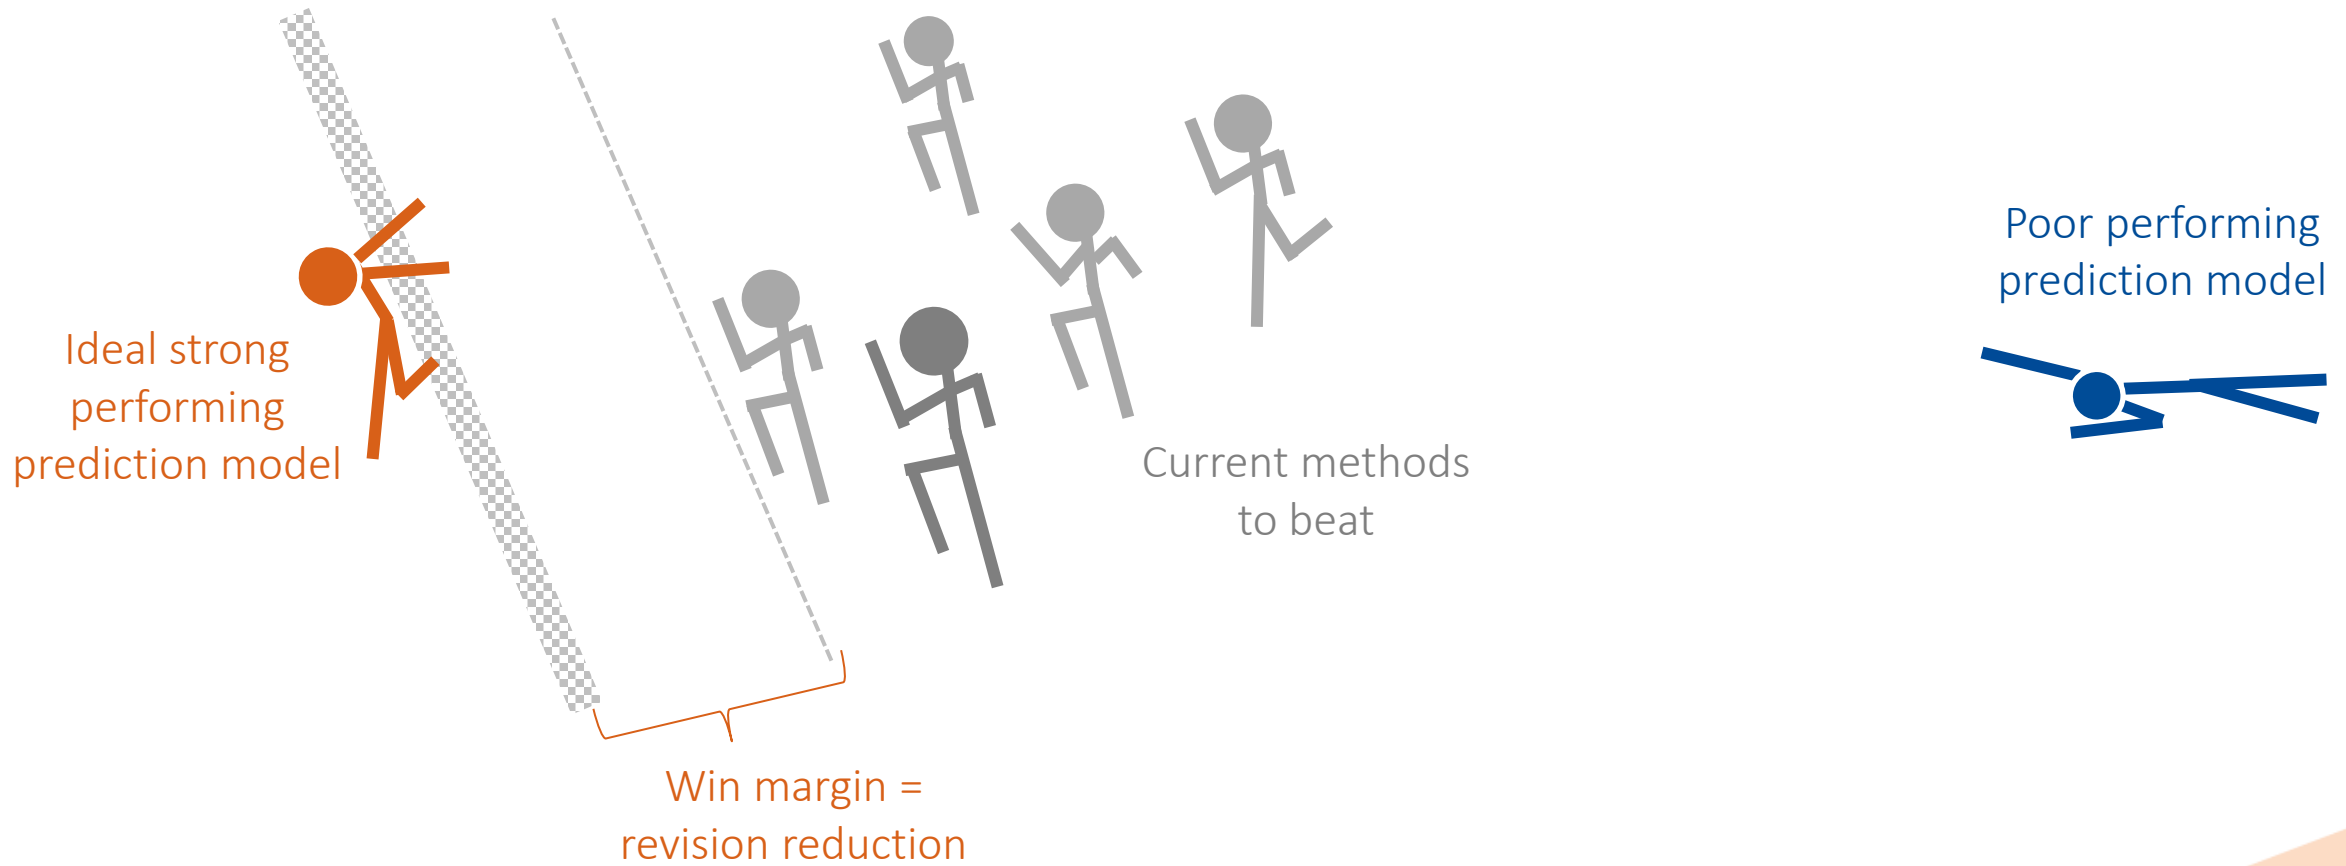 Ideal strong
performing
prediction model
Current methods
to beat
Poor performing
prediction model
Win margin =
revision reduction